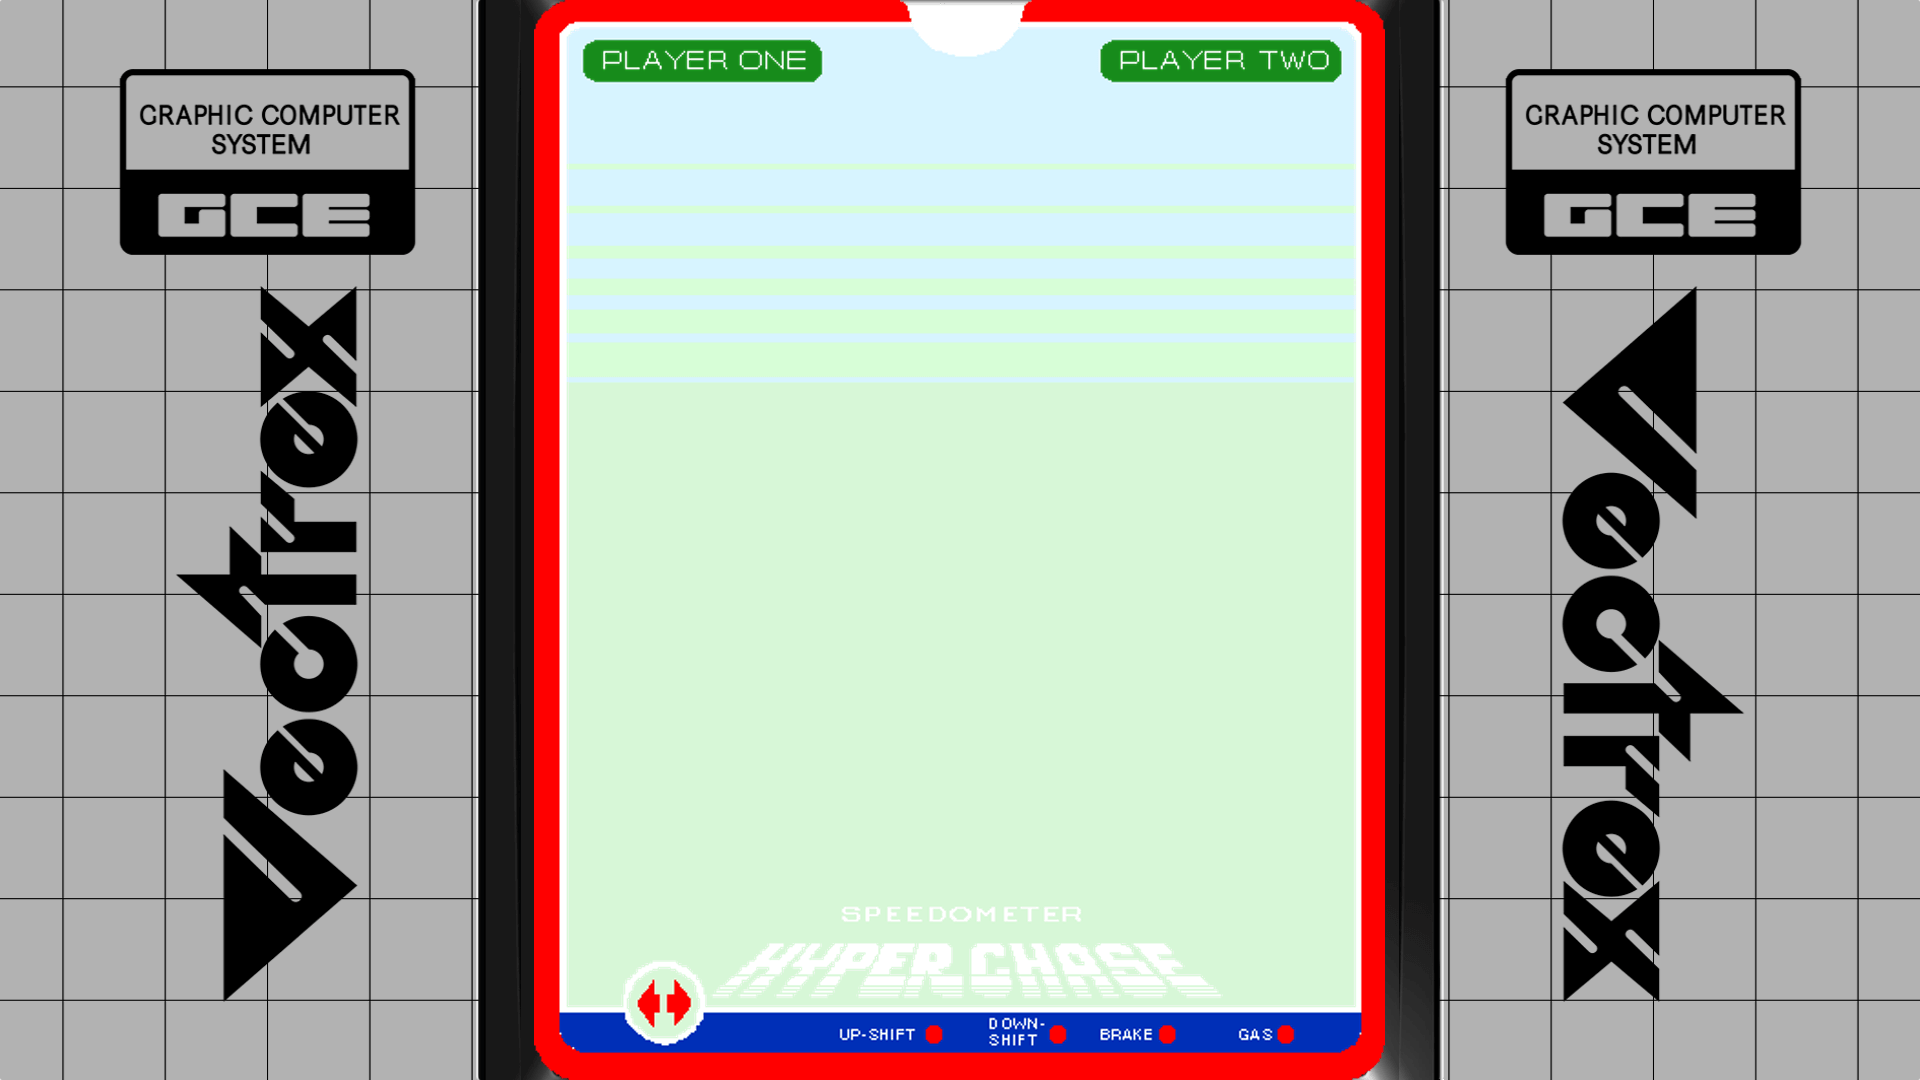 GRAPHIC COMPUTER
SYSTEM
GCE
Vectrex
PLAYER ONE
PLAYER TWO
SPEEDOMETER
HYPER CHASE
UP-SHIFT
DOWN-
SHIFT
BRAKE
GAS
GRAPHIC COMPUTER
SYSTEM
GCE
Vectrex